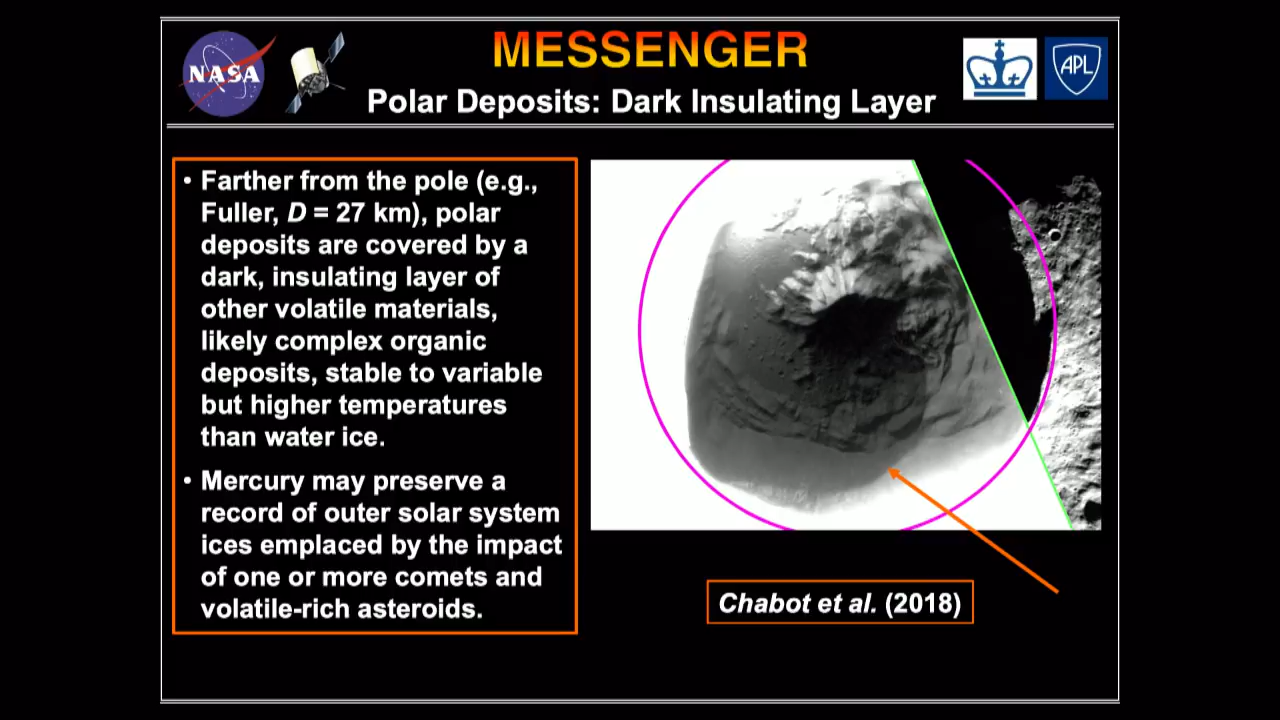 NASA
MESSENGER
APL
Polar Deposits: Dark Insulating Layer
• Farther from the pole (e.g.,
Fuller, D = 27 km), polar
deposits are covered by a
dark, insulating layer of
other volatile materials,
likely complex organic
deposits, stable to variable
but higher temperatures
than water ice.
• Mercury may preserve a
record of outer solar system
ices emplaced by the impact
of one or more comets and
volatile-rich asteroids.
Chabot et al. (2018)